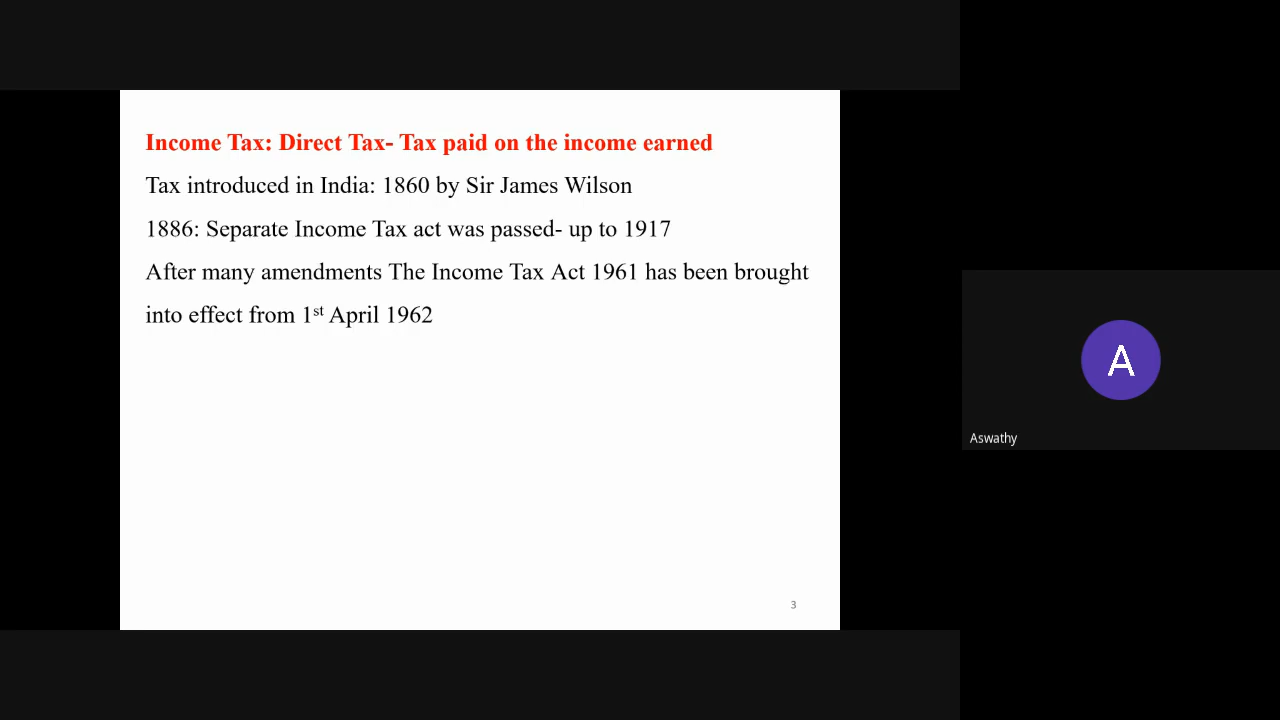 Income Tax: Direct Tax- Tax paid on the income earned
Tax introduced in India: 1860 by Sir James Wilson
1886: Separate Income Tax act was passed- up to 1917
After many amendments The Income Tax Act 1961 has been brought
into effect from 1st April 1962
3
A
Aswathy